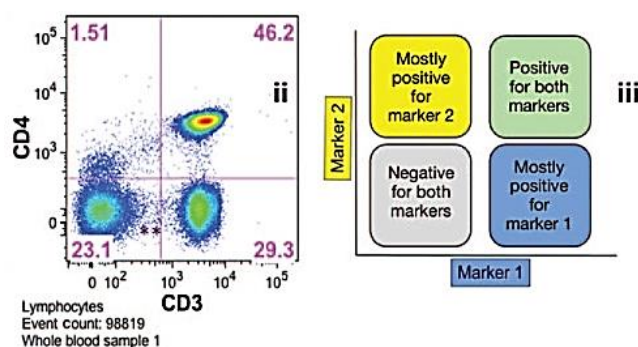 1.51 46.2
10⁵
ii
10⁴
CD4
10³
0
**
23.1 29.3
0 10² 10³ 10⁴ 10⁵
CD3
Lymphocytes
Event count: 98819
Whole blood sample 1
iii
Marker 2
Mostly
positive
for
marker 2
Positive
for both
markers
Negative
for both
markers
Mostly
positive
for
marker 1
Marker 1